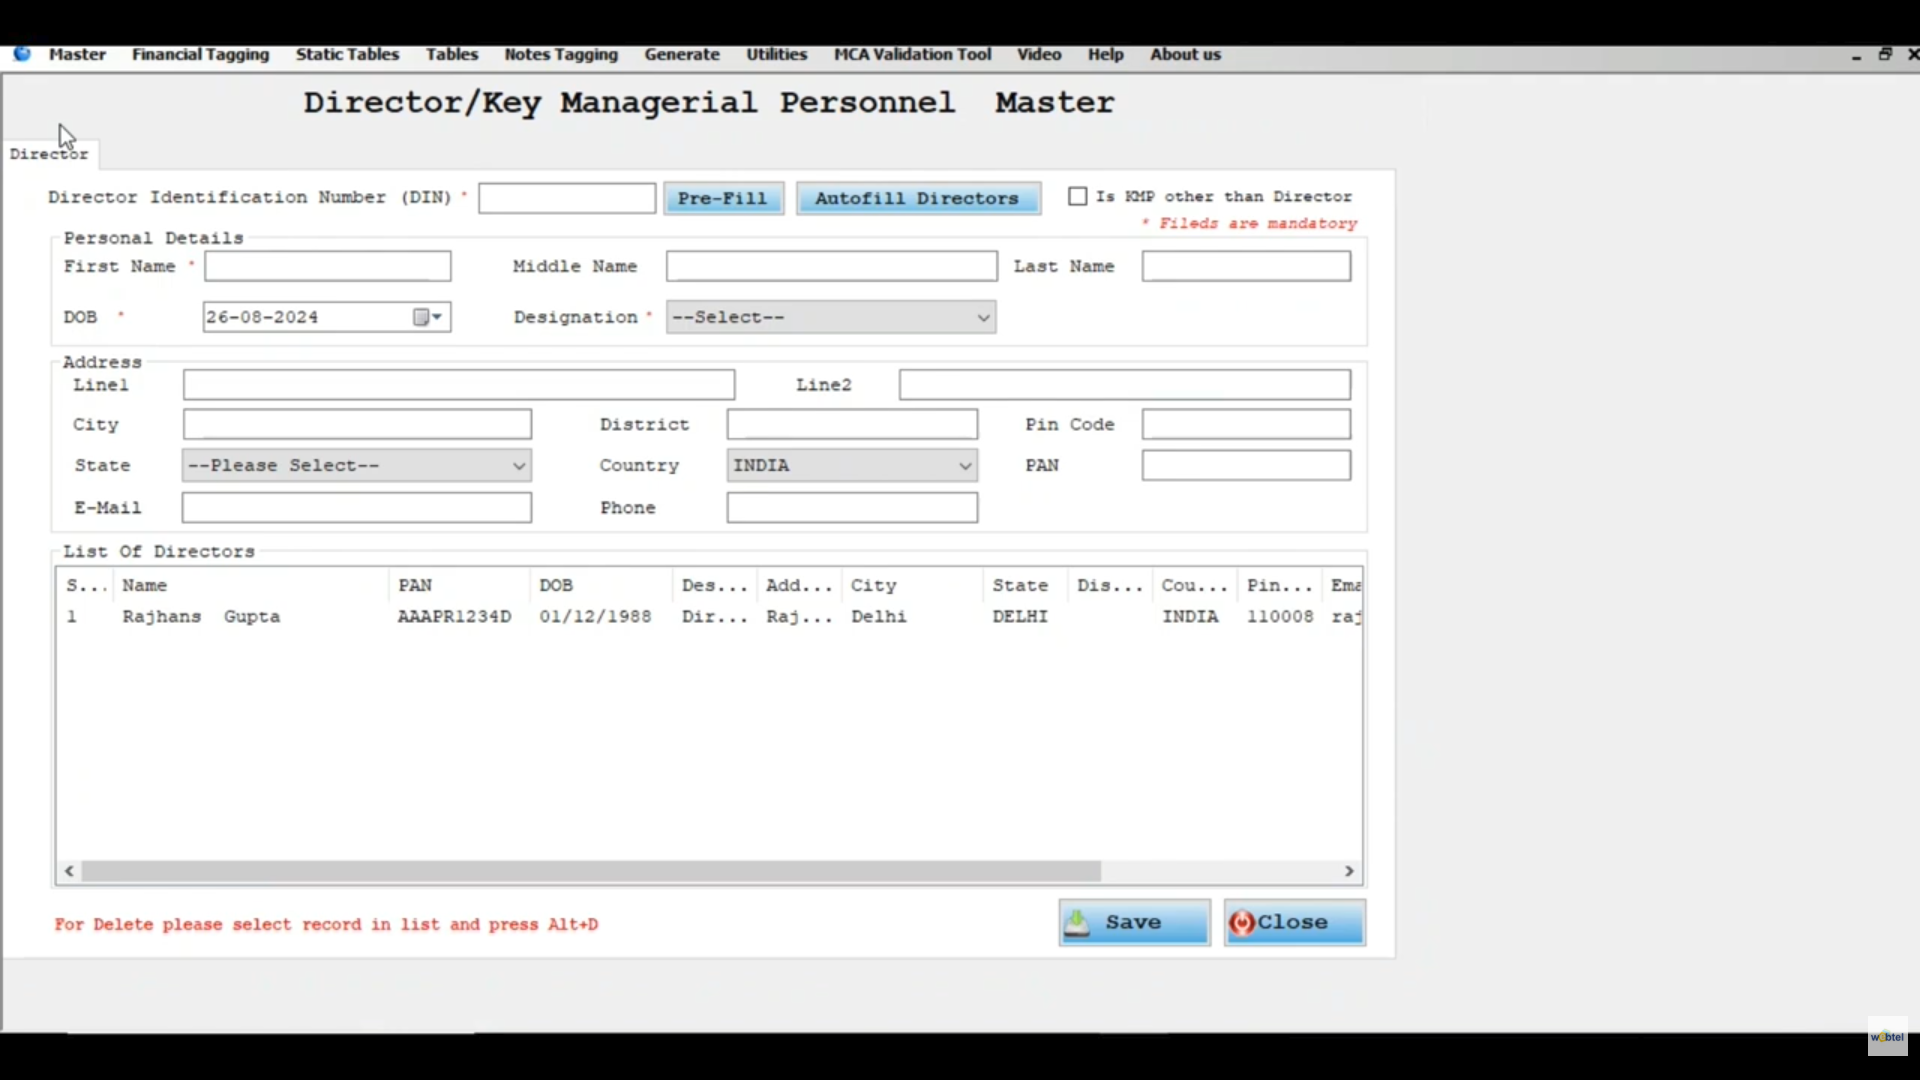 Master Financial Tagging Static Tables Tables Notes Tagging Generate Utilities MCA Validation Tool Video Help About us
Director/Key Managerial Personnel Master
Director
Director Identification Number (DIN) * Pre-Fill Autofill Directors Is KMP other than Director
* Fileds are mandatory
Personal Details
First Name * Middle Name Last Name
DOB * 26-08-2024 Designation * --Select--
Address
Line1 Line2
City District Pin Code
State --Please Select-- Country INDIA PAN
E-Mail Phone
List Of Directors
S... Name PAN DOB Des... Add... City State Dis... Cou... Pin... Ema
1 Rajhans Gupta AAAPR1234D 01/12/1988 Dir... Raj... Delhi DELHI INDIA 110008 raj
For Delete please select record in list and press Alt+D Save Close
webtel